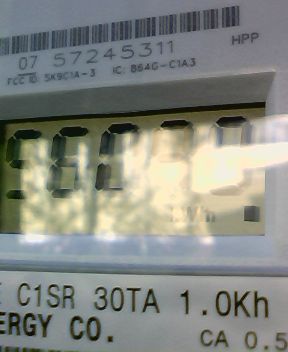 HPP
07 57245311
FCC ID: SK9C1A-3 IC: 864G-C1A3
kWh
C1SR 30TA 1.0Kh
ERGY CO.
CA 0.5